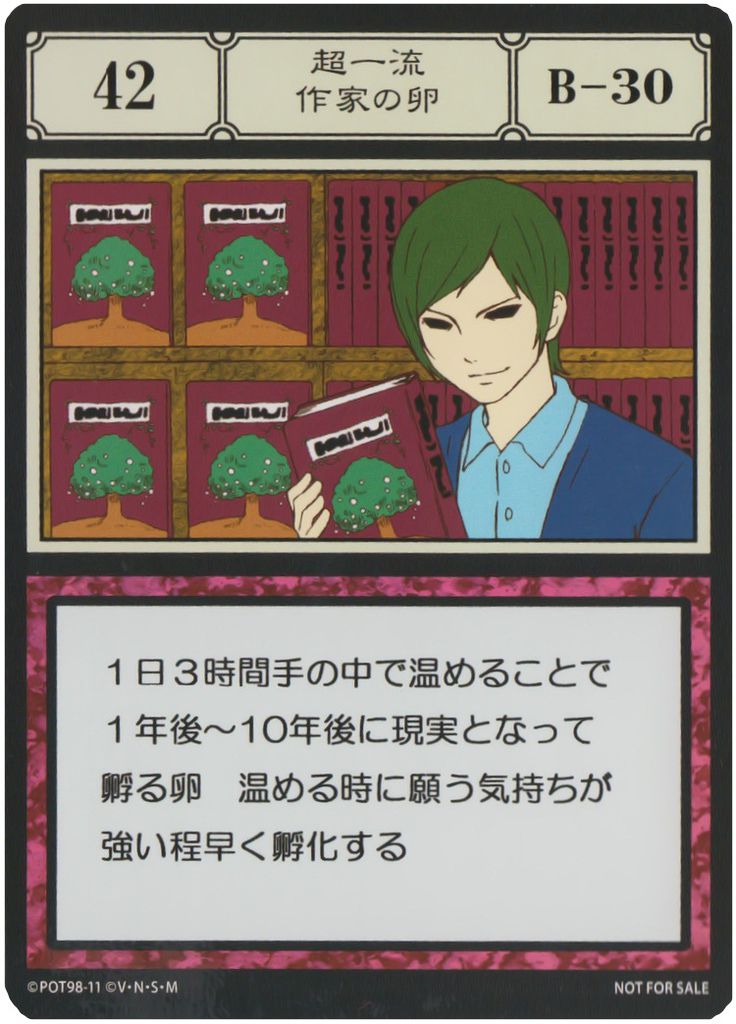 42
超一流
作家の卵
B-30
１日３時間手の中で温めることで
１年後～10年後に現実となって
孵る卵　温める時に願う気持ちが
強い程早く孵化する
©POT98-11 ©V・N・S・M
NOT FOR SALE